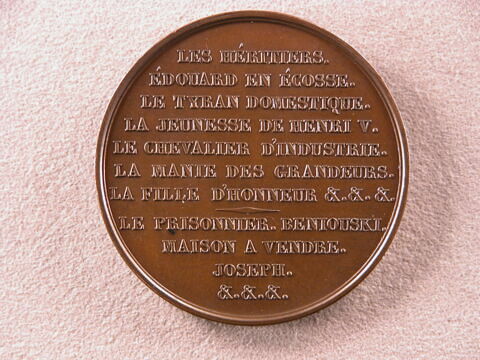 LES HÉRITIERS.
ÉDOUARD EN ÉCOSSE.
LE TYRAN DOMESTIQUE.
LA JEUNESSE DE HENRI V.
LE CHEVALIER D'INDUSTRIE.
LA MANIE DES GRANDEURS.
LA FILLE D'HONNEUR &.&.&
LE PRISONNIER. BENIOUSKI.
MAISON A VENDRE.
JOSEPH.
&.&.&.